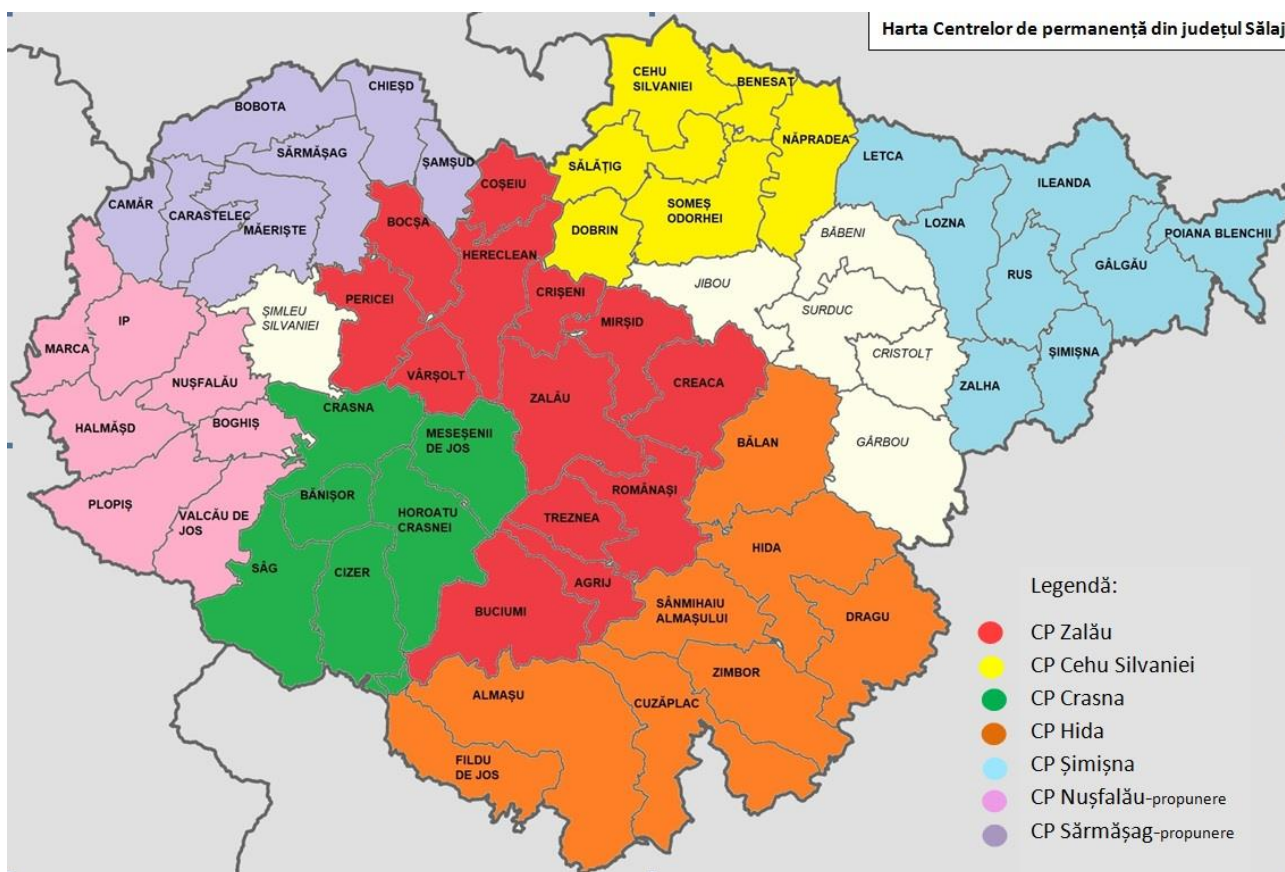 Harta Centrelor de permanență din județul Sălaj
CEHU
SILVANIEI
BENESAT
CHIEȘD
BOBOTA
NĂPRADEA
SĂRMĂȘAG
LETCA
ȘAMȘUD
SĂLĂȚIG
COȘEIU
ILEANDA
CAMĂR
SOMEȘ
ODORHEI
CARASTELEC
BOCȘA
LOZNA
MĂERIȘTE
DOBRIN
BĂBENI
POIANA BLENCHII
HERECLEAN
GÂLGĂU
RUS
JIBOU
CRIȘENI
PERICEI
ȘIMLEU
SILVANIEI
SURDUC
IP
MIRȘID
MARCA
CRISTOLȚ
ȘIMIȘNA
VÂRȘOLT
NUȘFALĂU
CREACA
ZALHA
ZALĂU
CRASNA
BOGHIȘ
HALMĂȘD
MESEȘENII
DE JOS
BĂLAN
GÂRBOU
ROMÂNAȘI
BĂNIȘOR
PLOPIȘ
HOROATU
CRASNEI
VALCĂU DE
JOS
TREZNEA
HIDA
SÂG
CIZER
AGRIJ
Legendă:
SÂNMIHAIU
ALMAȘULUI
BUCIUMI
DRAGU
CP Zalău
CP Cehu Silvaniei
ZIMBOR
ALMAȘU
CP Crasna
CUZĂPLAC
CP Hida
FILDU
DE JOS
CP Șimișna
CP Nușfalău-propunere
CP Sărmășag-propunere